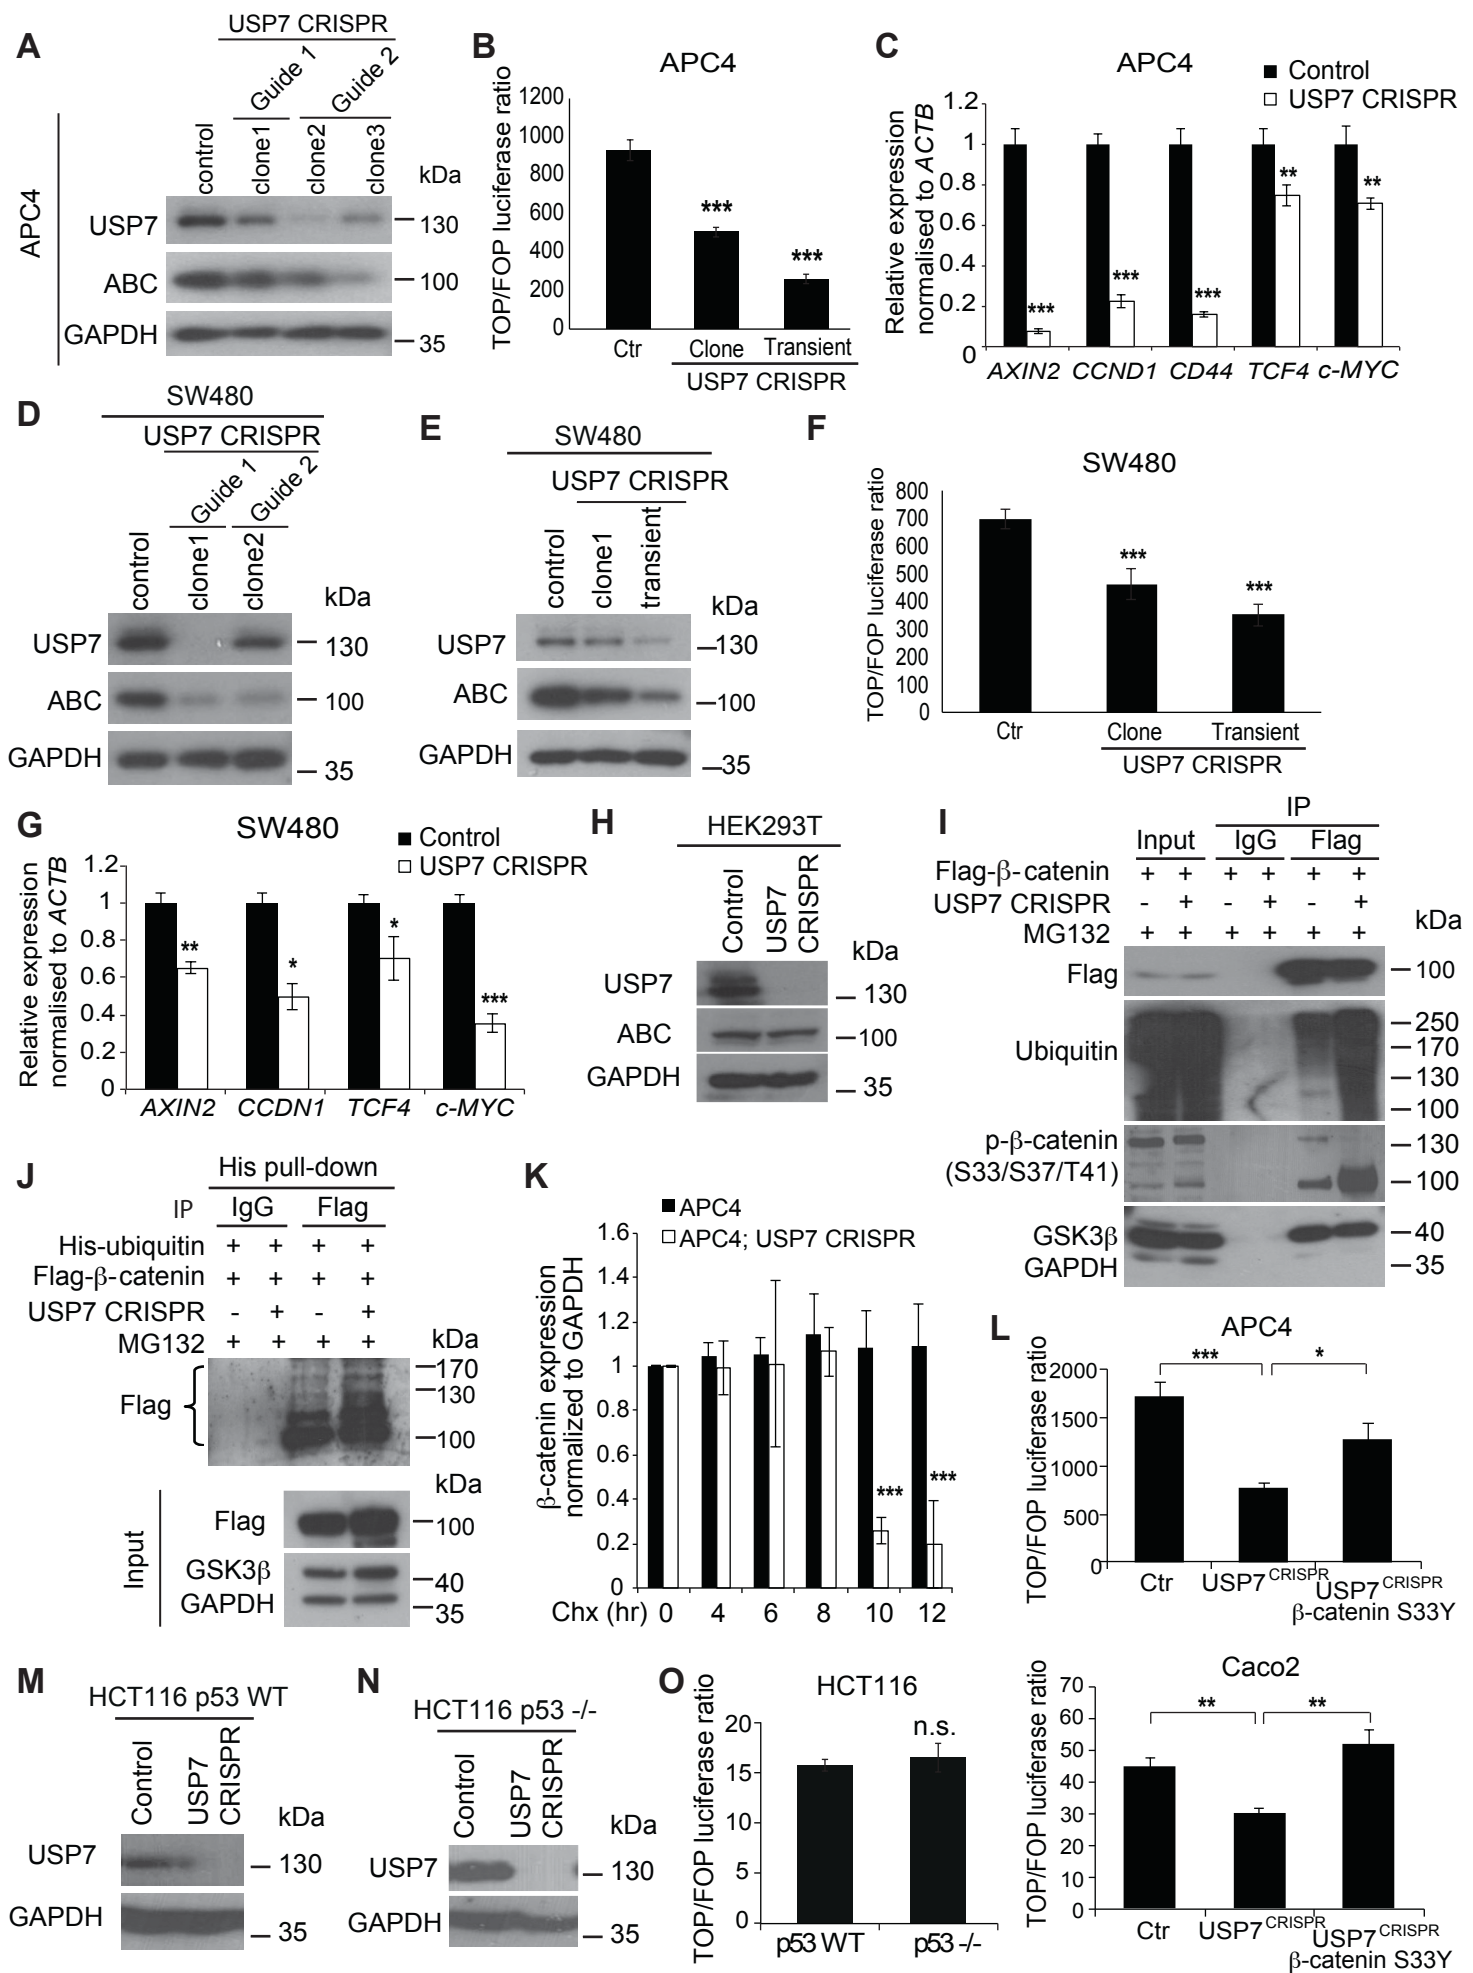 A
USP7 CRISPR
Guide 1
Guide 2
control
clone1
clone2
clone3
kDa
APC4
USP7
130
ABC
100
GAPDH
35
B
APC4
TOP/FOP luciferase ratio
1200
1000
800
600
400
200
0
***
***
Ctr
Clone
Transient
USP7 CRISPR
C
APC4
Control
USP7 CRISPR
Relative expression
normalised to ACTB
1.2
1
0.8
0.6
0.4
0.2
0
***
***
***
**
**
AXIN2
CCND1
CD44
TCF4
c-MYC
D
SW480
USP7 CRISPR
Guide 1
Guide 2
control
clone1
clone2
kDa
USP7
130
ABC
100
GAPDH
35
E
SW480
USP7 CRISPR
control
clone1
transient
kDa
USP7
130
ABC
100
GAPDH
35
F
SW480
TOP/FOP luciferase ratio
800
700
600
500
400
300
200
100
0
***
***
Ctr
Clone
Transient
USP7 CRISPR
G
SW480
Control
USP7 CRISPR
Relative expression
normalised to ACTB
1.2
1
0.8
0.6
0.4
0.2
0
**
*
*
***
AXIN2
CCDN1
TCF4
c-MYC
H
HEK293T
Control
USP7
CRISPR
kDa
USP7
130
ABC
100
GAPDH
35
I
IP
Input
IgG
Flag
Flag-β-catenin + + + + + +
USP7 CRISPR - + - + - +
MG132 + + + + + +
kDa
Flag
100
Ubiquitin
250
170
130
100
p-β-catenin
(S33/S37/T41)
130
100
GSK3β
40
GAPDH
35
J
His pull-down
IP
IgG
Flag
His-ubiquitin + + + +
Flag-β-catenin + + + +
USP7 CRISPR - + - +
MG132 + + + +
kDa
Flag
170
130
100
kDa
Input
Flag
100
GSK3β
40
GAPDH
35
K
APC4
APC4; USP7 CRISPR
β-catenin expression
normalized to GAPDH
1.6
1.4
1.2
1
0.8
0.6
0.4
0.2
0
***
***
Chx (hr) 0 4 6 8 10 12
L
APC4
TOP/FOP luciferase ratio
2000
1500
1000
500
0
***
*
Ctr
USP7 CRISPR
USP7 CRISPR
β-catenin S33Y
Caco2
TOP/FOP luciferase ratio
70
60
50
40
30
20
10
0
**
**
Ctr
USP7 CRISPR
USP7 CRISPR
β-catenin S33Y
M
HCT116 p53 WT
Control
USP7
CRISPR
kDa
USP7
130
GAPDH
35
N
HCT116 p53 -/-
Control
USP7
CRISPR
kDa
USP7
130
GAPDH
35
O
HCT116
TOP/FOP luciferase ratio
20
15
10
5
0
n.s.
p53 WT
p53 -/-